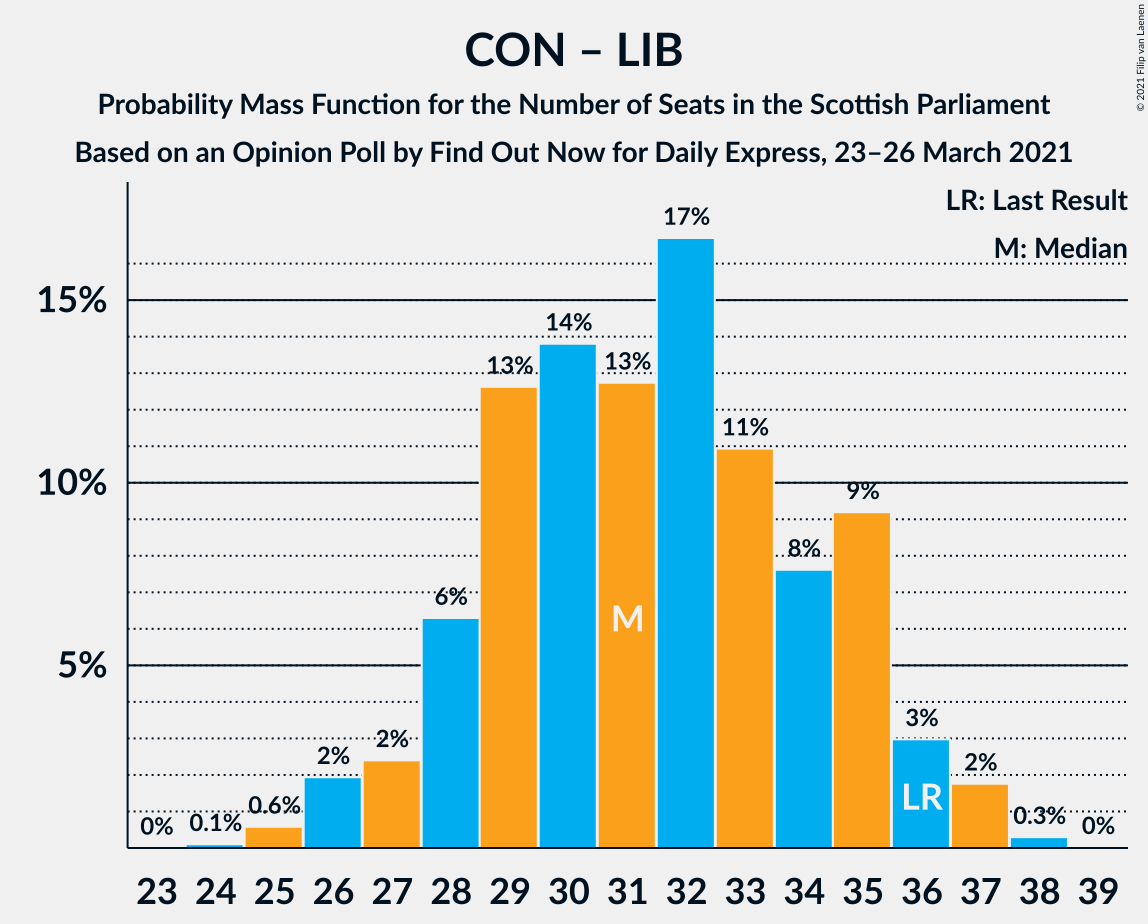 CON – LIB
Probability Mass Function for the Number of Seats in the Scottish Parliament
Based on an Opinion Poll by Find Out Now for Daily Express, 23–26 March 2021
© 2021 Filip van Laenen
LR: Last Result
M: Median
15%
10%
5%
0%
0.1%
0.6%
2%
2%
6%
13%
14%
13%
17%
11%
8%
9%
3%
2%
0.3%
0%
M
LR
23 24 25 26 27 28 29 30 31 32 33 34 35 36 37 38 39